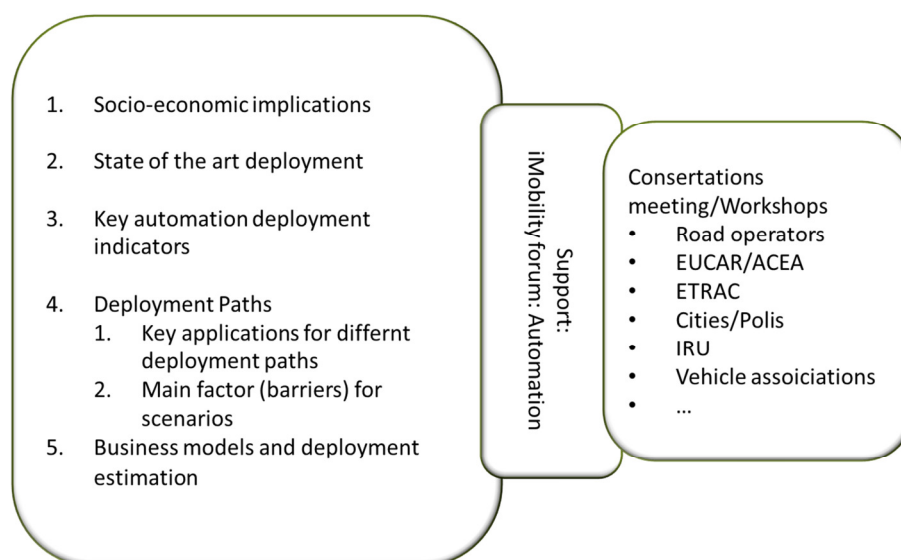 1. Socio-economic implications
2. State of the art deployment
3. Key automation deployment
indicators
4. Deployment Paths
1. Key applications for differnt
deployment paths
2. Main factor (barriers) for
scenarios
5. Business models and deployment
estimation
Support:
iMobility forum: Automation
Consertations
meeting/Workshops
• Road operators
• EUCAR/ACEA
• ETRAC
• Cities/Polis
• IRU
• Vehicle assoiciations
• ...